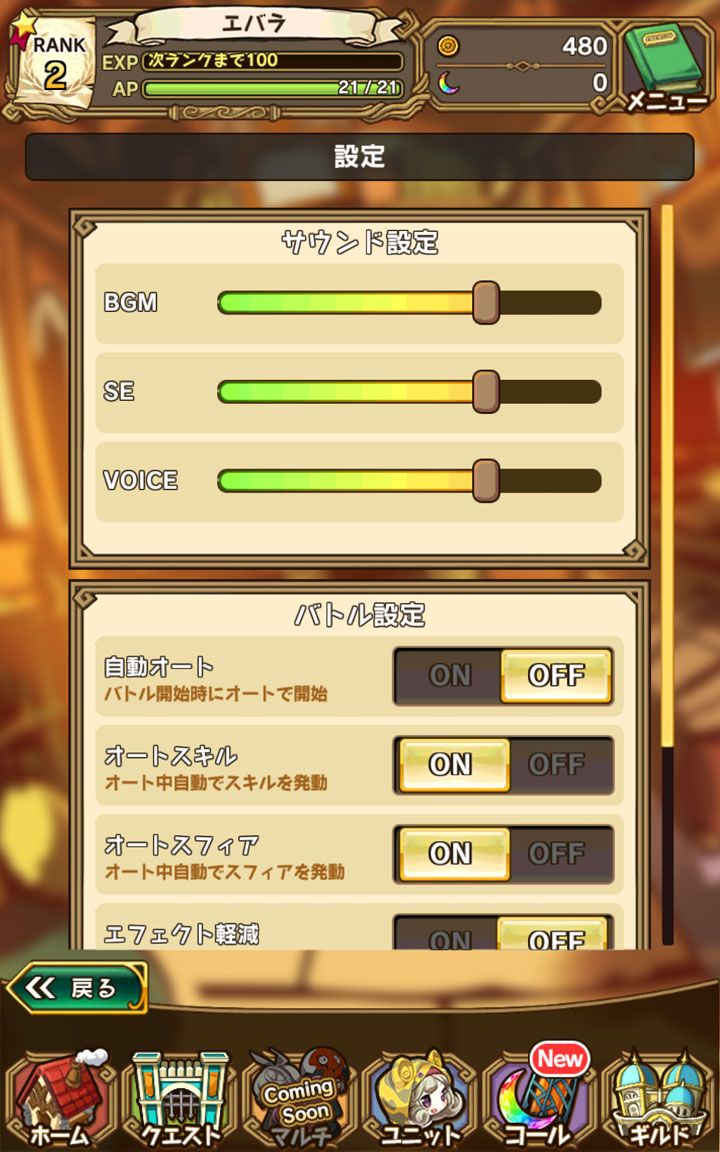 エバラ
RANK
2
EXP 次ランクまで100
AP 21/21
480
0
メニュー
設定
サウンド設定
BGM
SE
VOICE
バトル設定
自動オート
バトル開始時にオートで開始
ON OFF
オートスキル
オート中自動でスキルを発動
ON OFF
オートスフィア
オート中自動でスフィアを発動
ON OFF
エフェクト軽減
ON OFF
戻る
New
Coming
Soon
ホーム クエスト マルチ ユニット コール ギルド